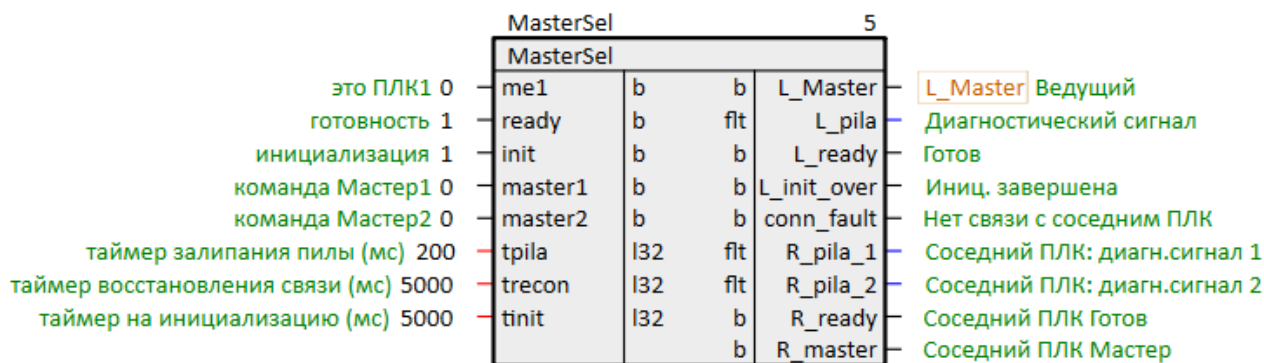 MasterSel 5
MasterSel
это ПЛК1 0 me1 b b L_Master L_Master Ведущий
готовность 1 ready b flt L_pila Диагностический сигнал
инициализация 1 init b b L_ready Готов
команда Мастер1 0 master1 b b L_init_over Иниц. завершена
команда Мастер2 0 master2 b b conn_fault Нет связи с соседним ПЛК
таймер залипания пилы (мс) 200 tpila l32 flt R_pila_1 Соседний ПЛК: диагн.сигнал 1
таймер восстановления связи (мс) 5000 trecon l32 flt R_pila_2 Соседний ПЛК: диагн.сигнал 2
таймер на инициализацию (мс) 5000 tinit l32 b R_ready Соседний ПЛК Готов
b R_master Соседний ПЛК Мастер